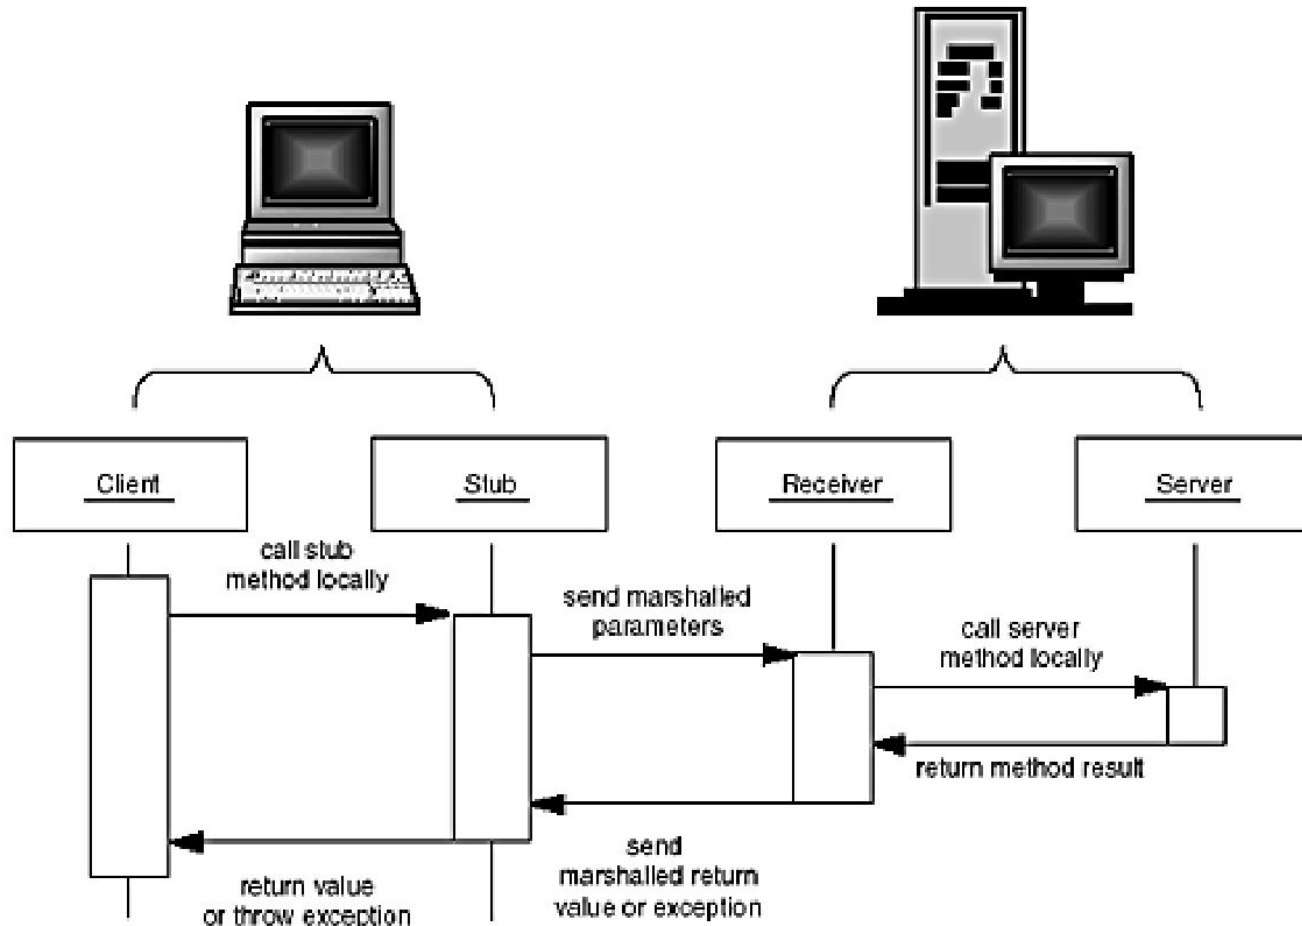 Client
Stub
Receiver
Server
call stub
method locally
send marshalled
parameters
call server
method locally
return method result
send
marshalled return
value or exception
return value
or throw exception